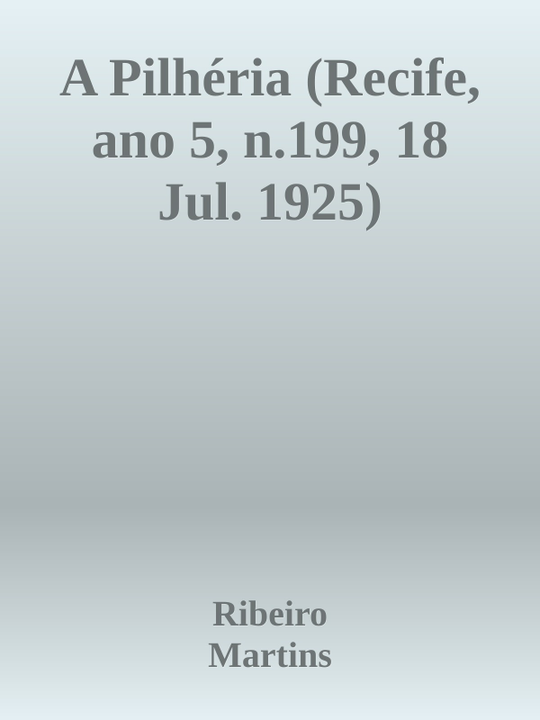 A Pilhéria (Recife,
ano 5, n.199, 18
Jul. 1925)
Ribeiro
Martins